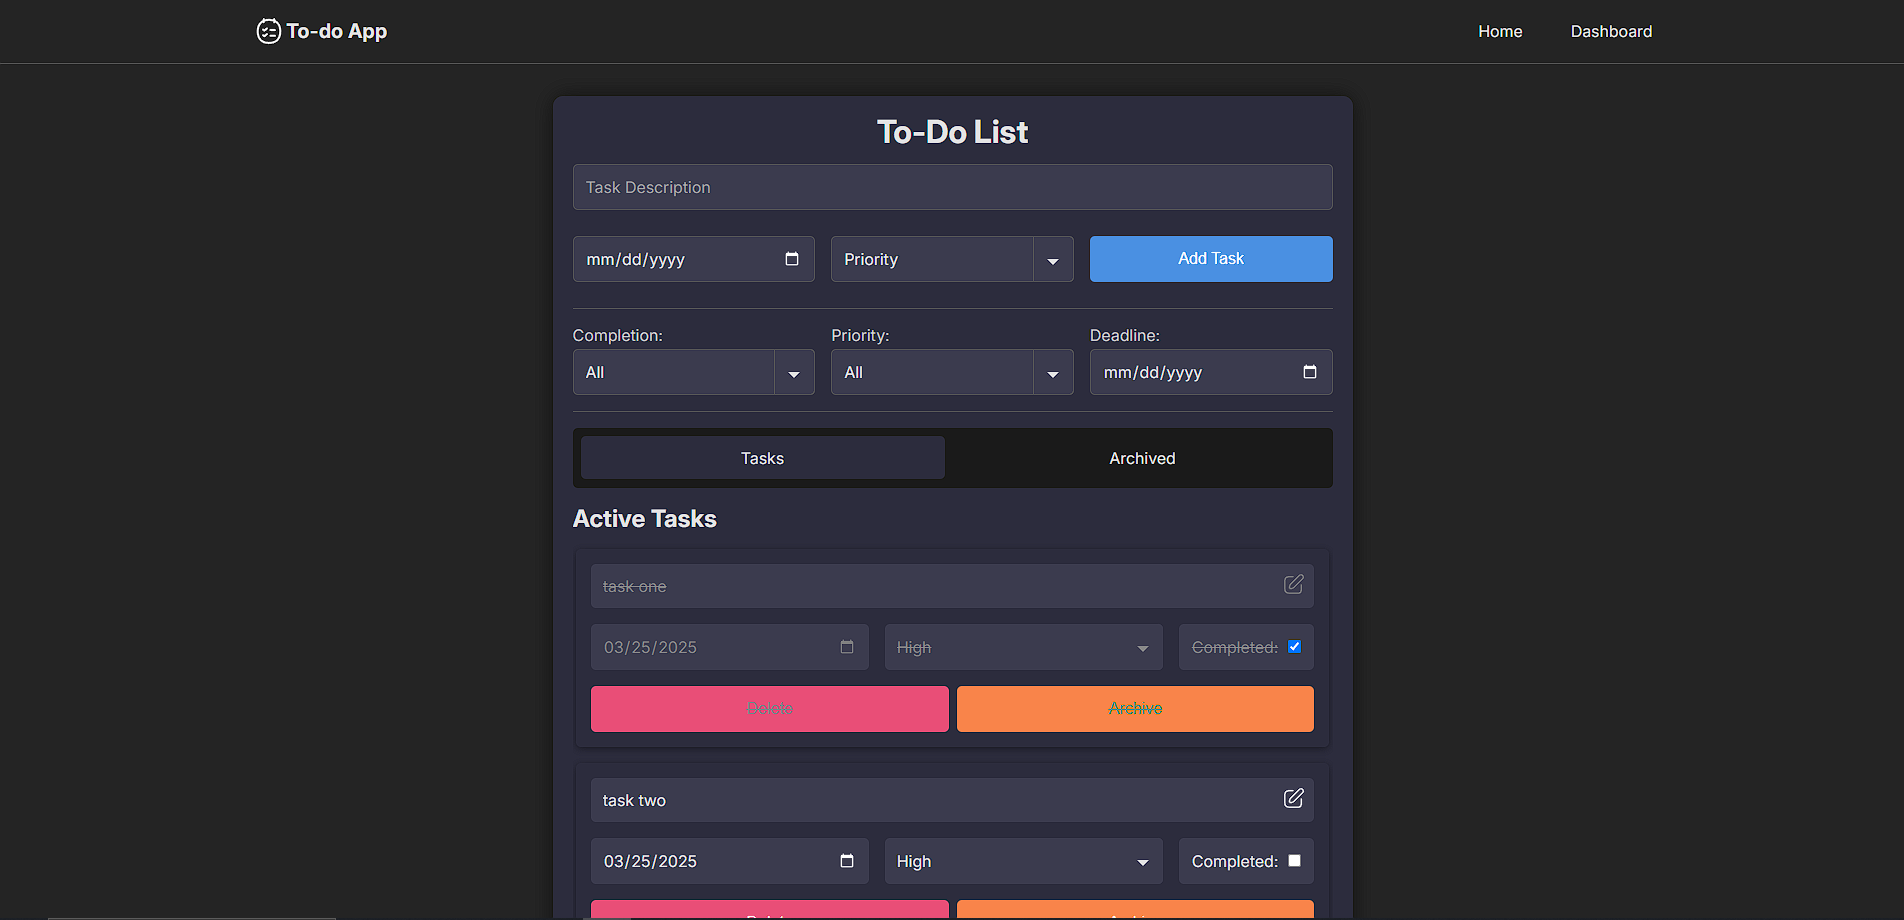 To-do App
Home Dashboard
To-Do List
Task Description
mm/dd/yyyy Priority Add Task
Completion: Priority: Deadline:
All All mm/dd/yyyy
Tasks Archived
Active Tasks
task one
03/25/2025 High Completed:
Delete Archive
task two
03/25/2025 High Completed: